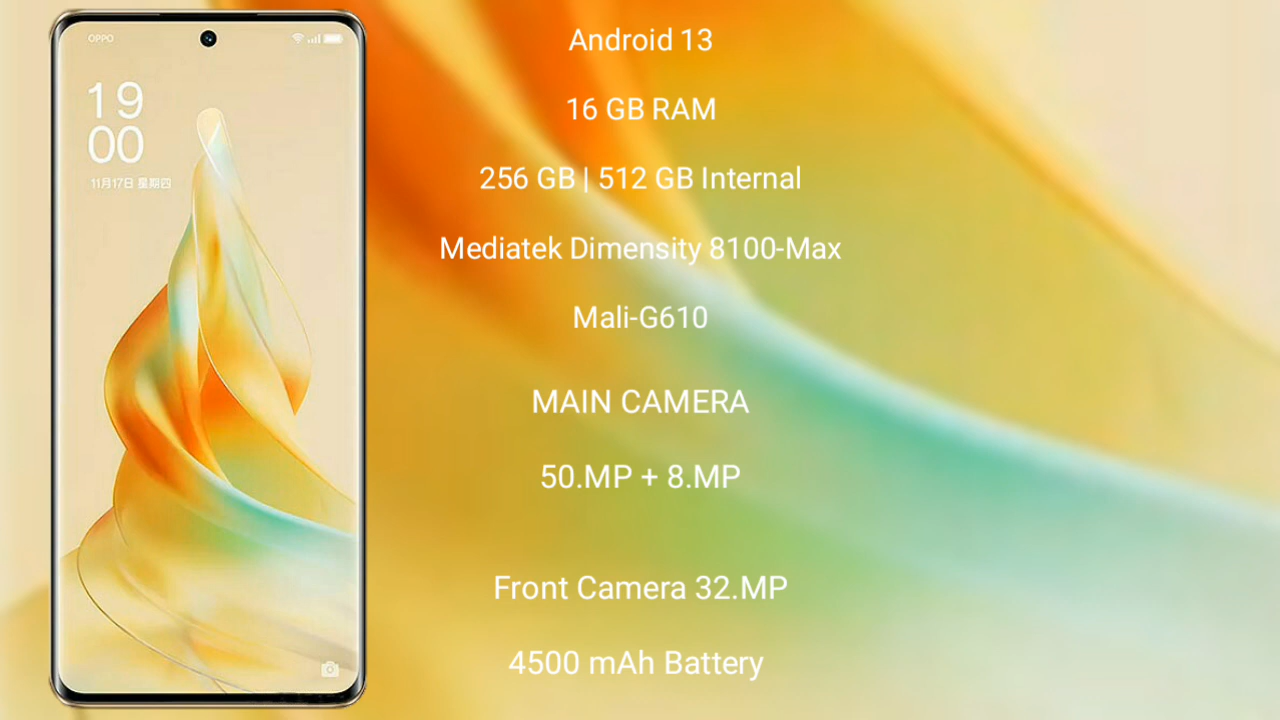 OPPO
19
00
11月17日 星期四
Android 13
16 GB RAM
256 GB | 512 GB Internal
Mediatek Dimensity 8100-Max
Mali-G610
MAIN CAMERA
50.MP + 8.MP
Front Camera 32.MP
4500 mAh Battery